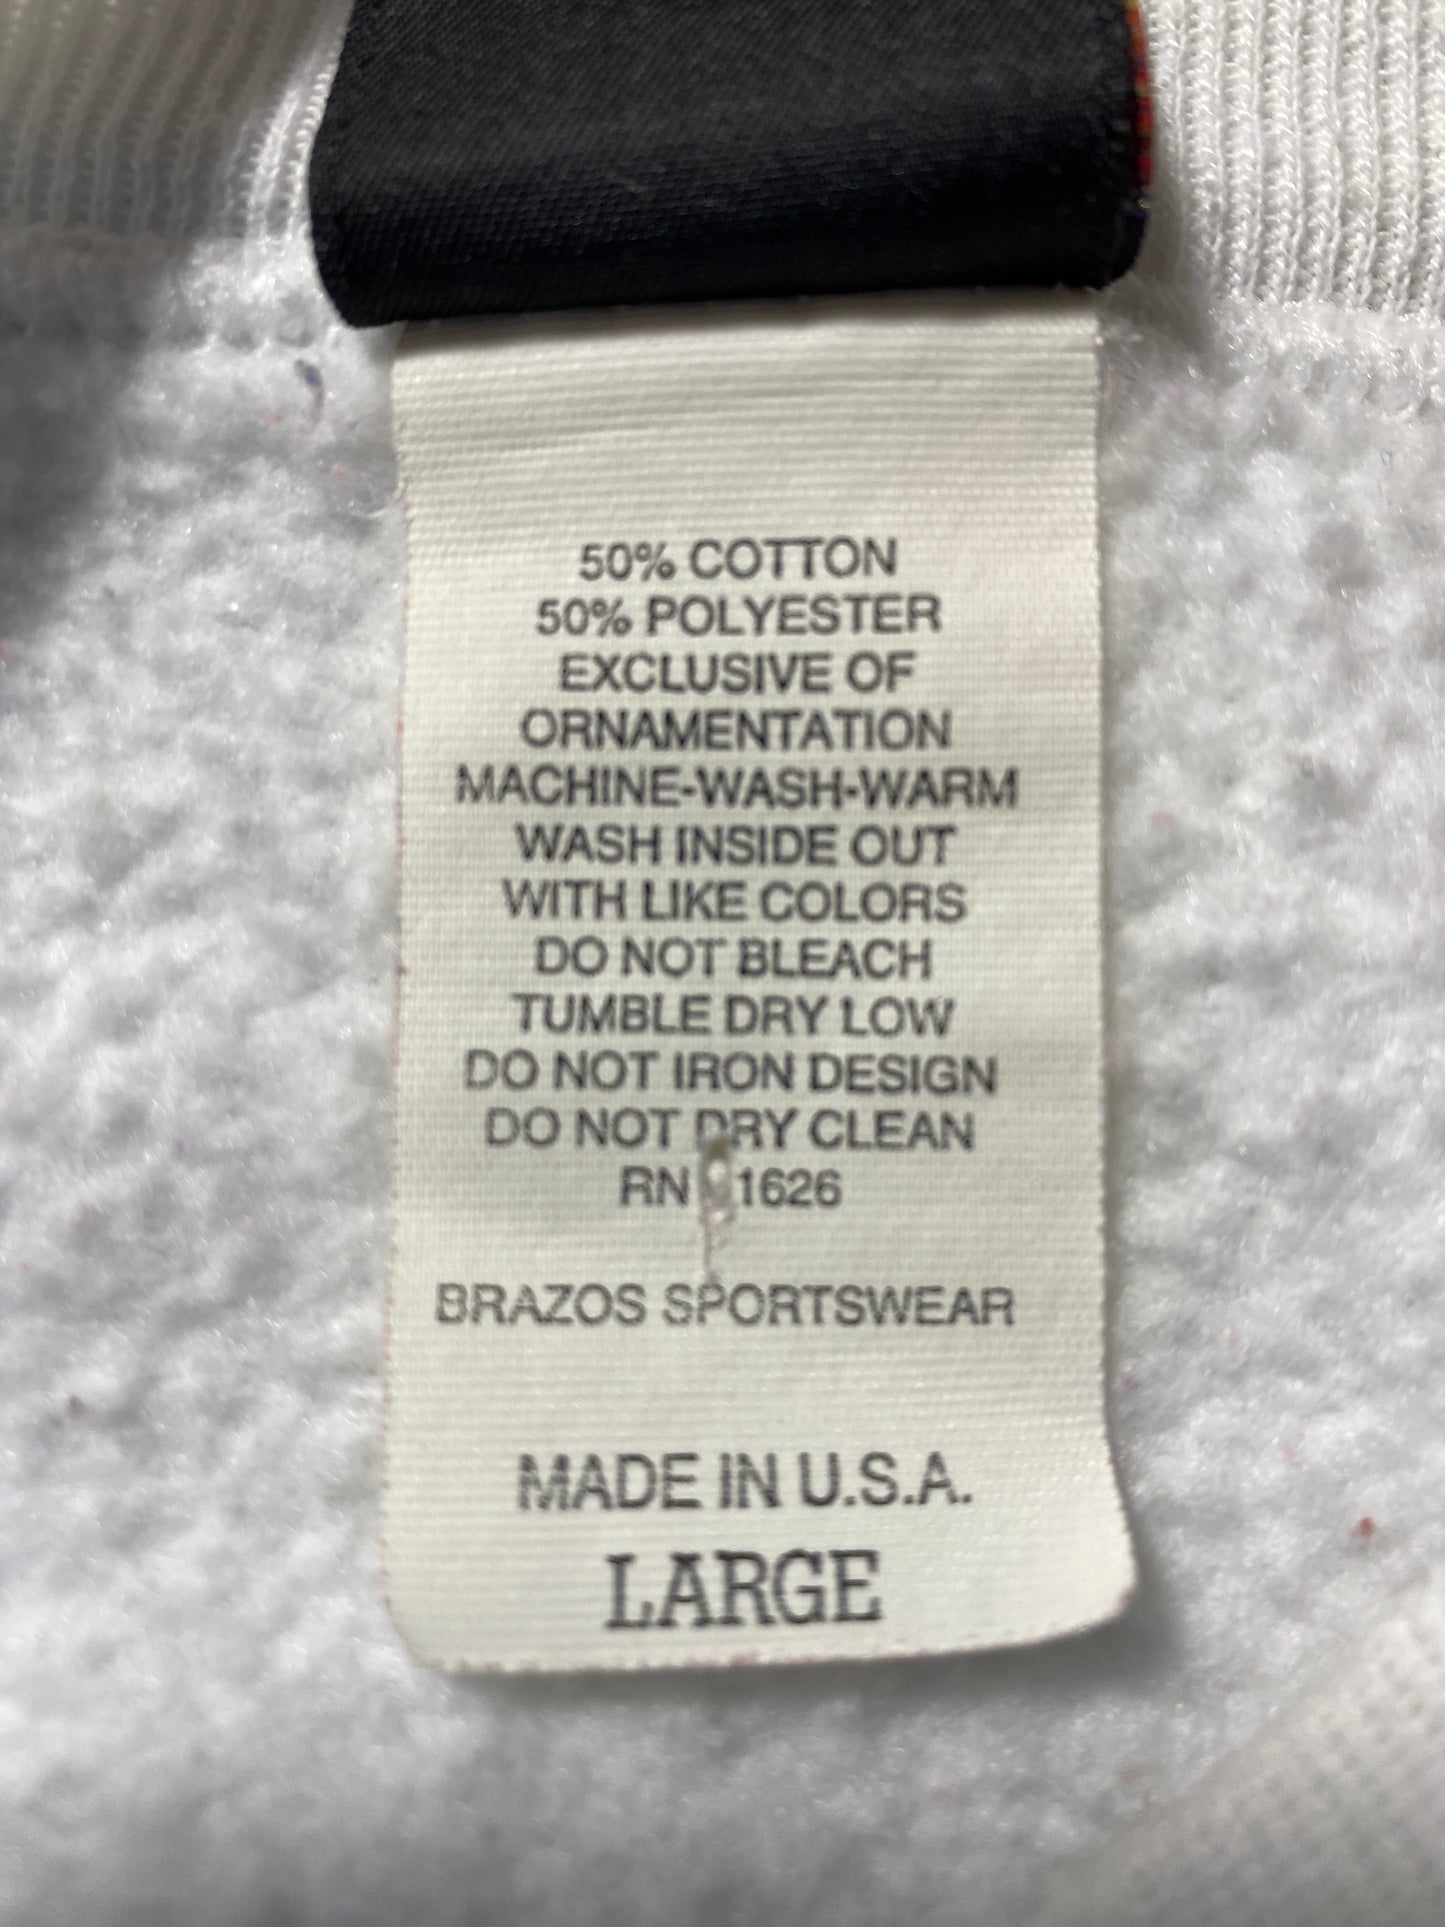 50% COTTON
50% POLYESTER
EXCLUSIVE OF
ORNAMENTATION
MACHINE-WASH-WARM
WASH INSIDE OUT
WITH LIKE COLORS
DO NOT BLEACH
TUMBLE DRY LOW
DO NOT IRON DESIGN
DO NOT DRY CLEAN
RN
BRAZOS SPORTSWEAR
MADE IN U.S.A.
LARGE